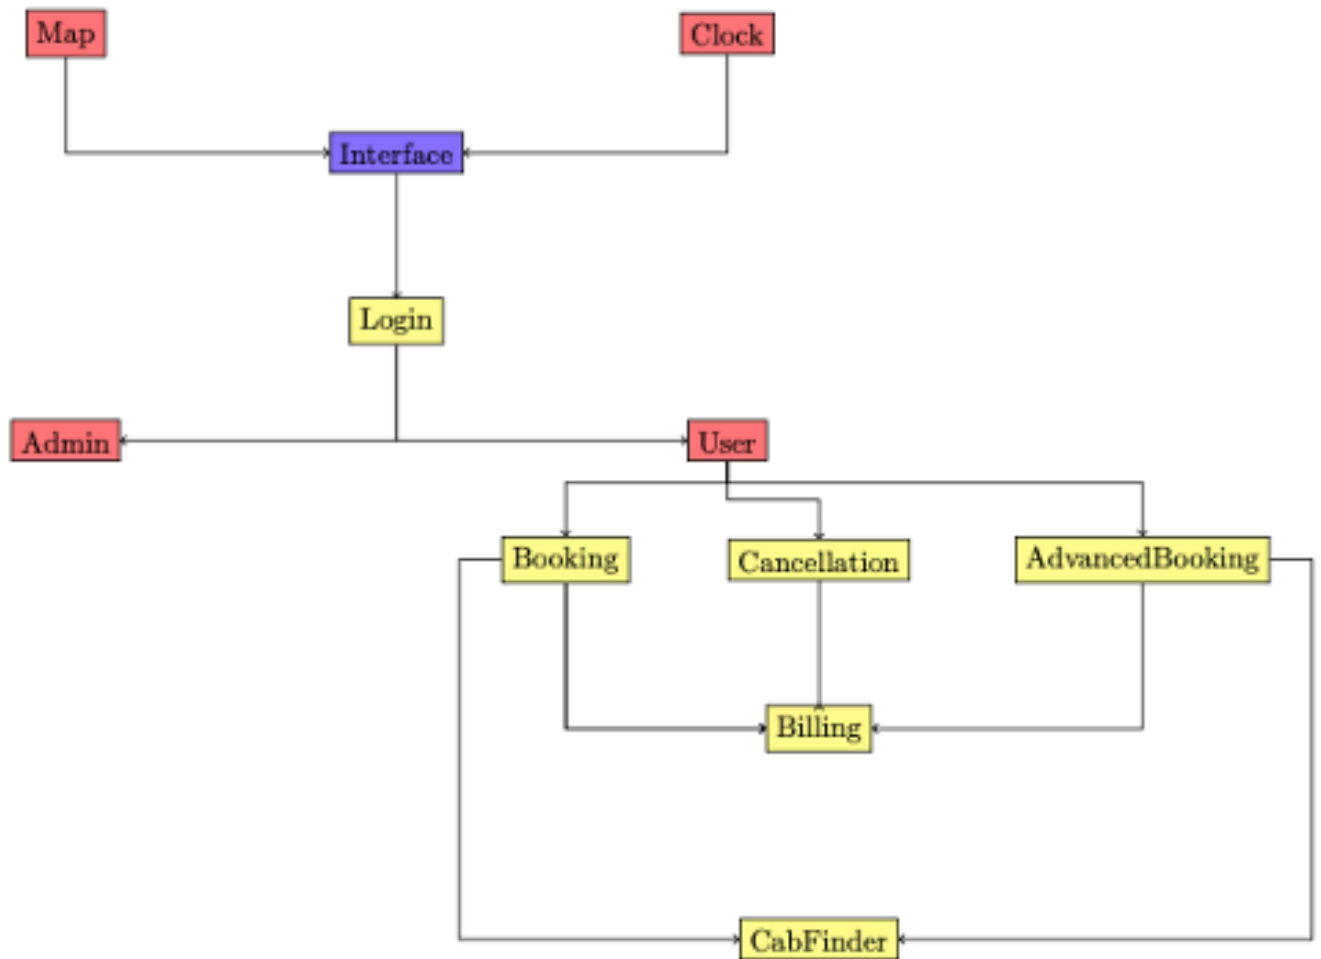 Map
Clock
Interface
Login
Admin
User
Booking
Cancellation
AdvancedBooking
Billing
CabFinder